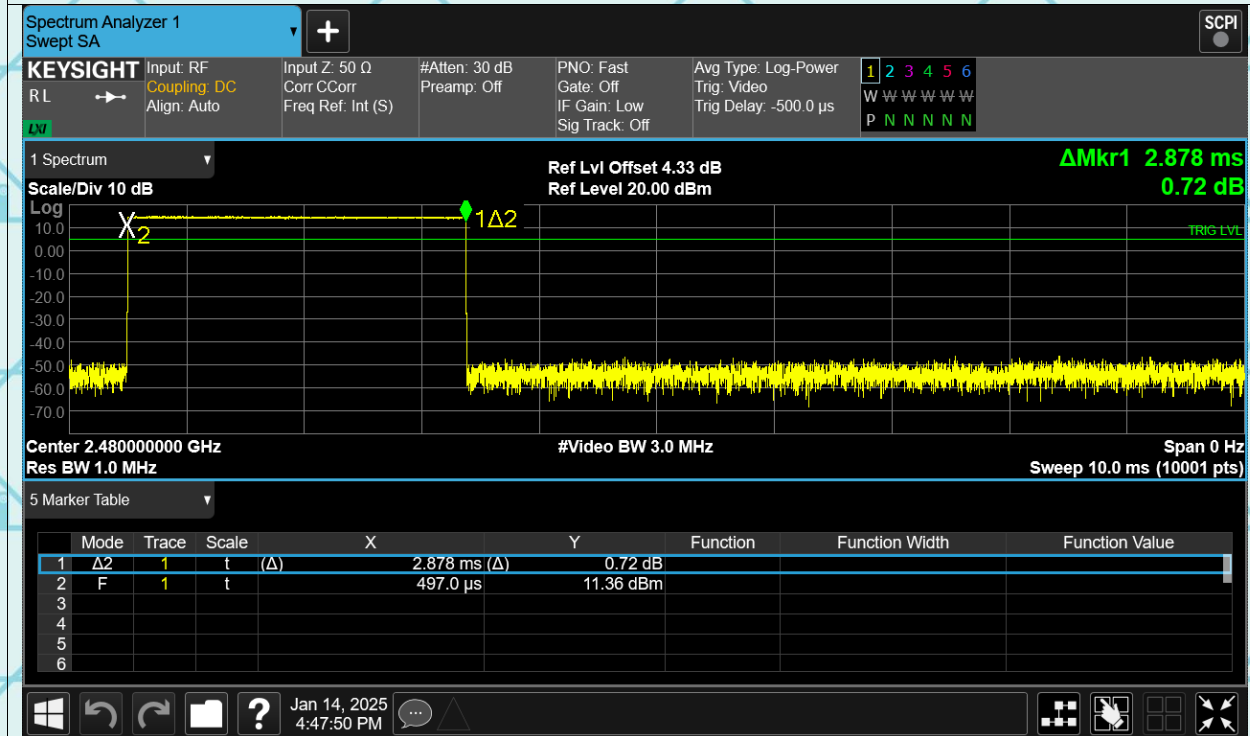 Spectrum Analyzer 1
Swept SA
SCPI
KEYSIGHT Input: RF Input Z: 50 Ω #Atten: 30 dB PNO: Fast Avg Type: Log-Power 1 2 3 4 5 6
R L Coupling: DC Corr CCorr Preamp: Off Gate: Off Trig: Video W W W W W W
Align: Auto Freq Ref: Int (S) IF Gain: Low Trig Delay: -500.0 µs P N N N N N
LXI Sig Track: Off
1 Spectrum Ref Lvl Offset 4.33 dB ΔMkr1 2.878 ms
Scale/Div 10 dB Ref Level 20.00 dBm 0.72 dB
Log
10.0
0.00
-10.0
-20.0
-30.0
-40.0
-50.0
-60.0
-70.0
X 2
1Δ2
TRIG LVL
Center 2.480000000 GHz #Video BW 3.0 MHz Span 0 Hz
Res BW 1.0 MHz Sweep 10.0 ms (10001 pts)
5 Marker Table
Mode Trace Scale X Y Function Function Width Function Value
1 Δ2 1 t (Δ) 2.878 ms (Δ) 0.72 dB
2 F 1 t 497.0 µs 11.36 dBm
3
4
5
6
? Jan 14, 2025
4:47:50 PM